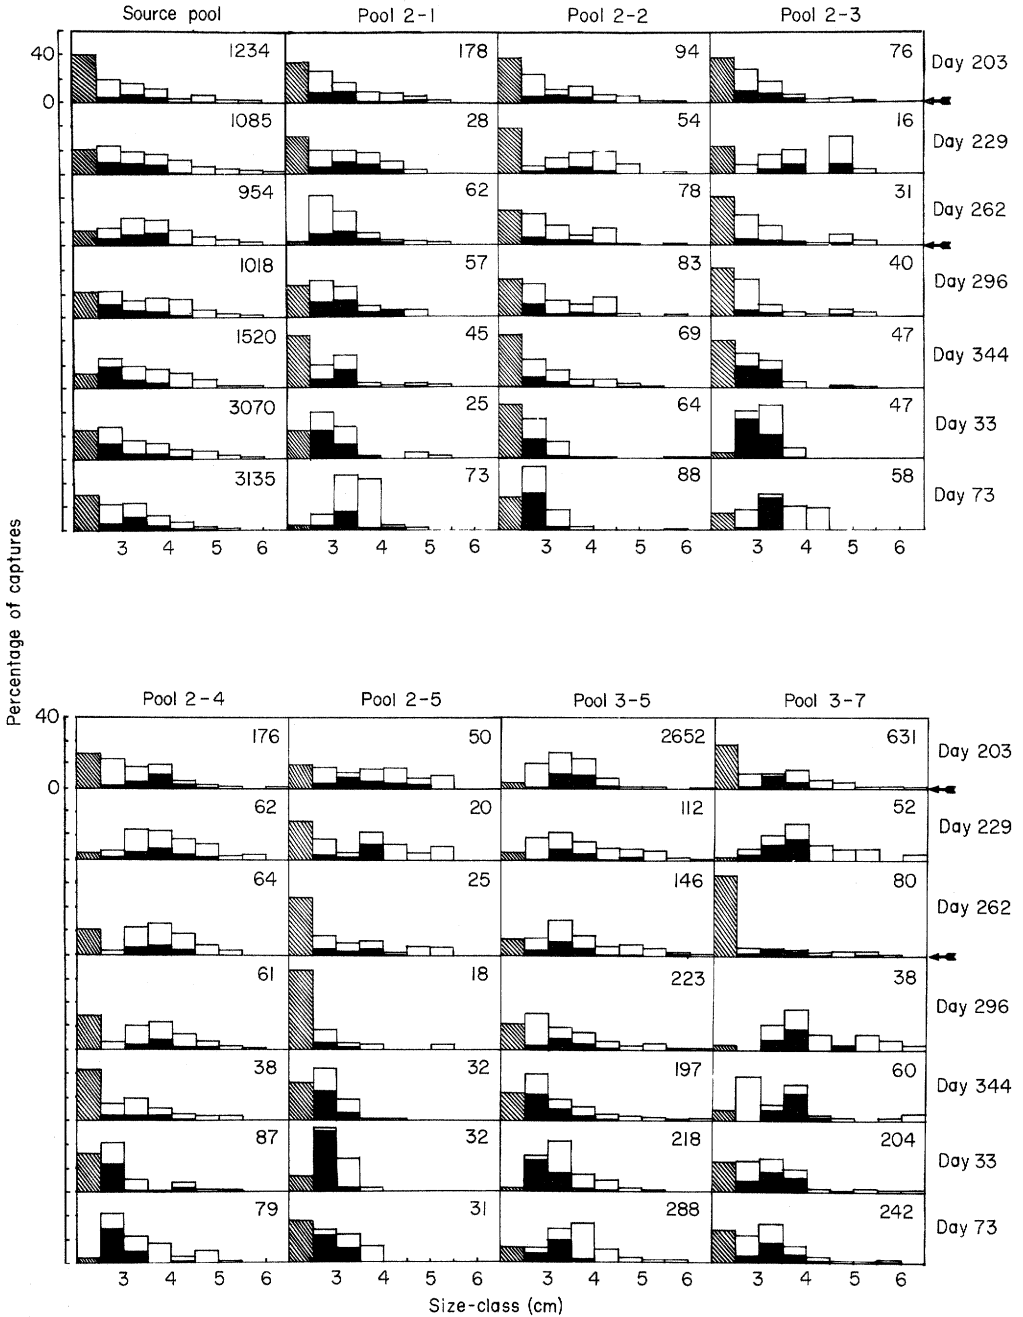 Source pool Pool 2-1 Pool 2-2 Pool 2-3
40 1234 178 94 76 Day 203
0
1085 28 54 16 Day 229
954 62 78 31 Day 262
1018 57 83 40 Day 296
1520 45 69 47 Day 344
3070 25 64 47 Day 33
3135 73 88 58 Day 73
3 4 5 6 3 4 5 6 3 4 5 6 3 4 5 6
Percentage of captures
Pool 2-4 Pool 2-5 Pool 3-5 Pool 3-7
40 176 50 2652 631 Day 203
0
62 20 112 52 Day 229
64 25 146 80 Day 262
61 18 223 38 Day 296
38 32 197 60 Day 344
87 32 218 204 Day 33
79 31 288 242 Day 73
3 4 5 6 3 4 5 6 3 4 5 6 3 4 5 6
Size-class (cm)